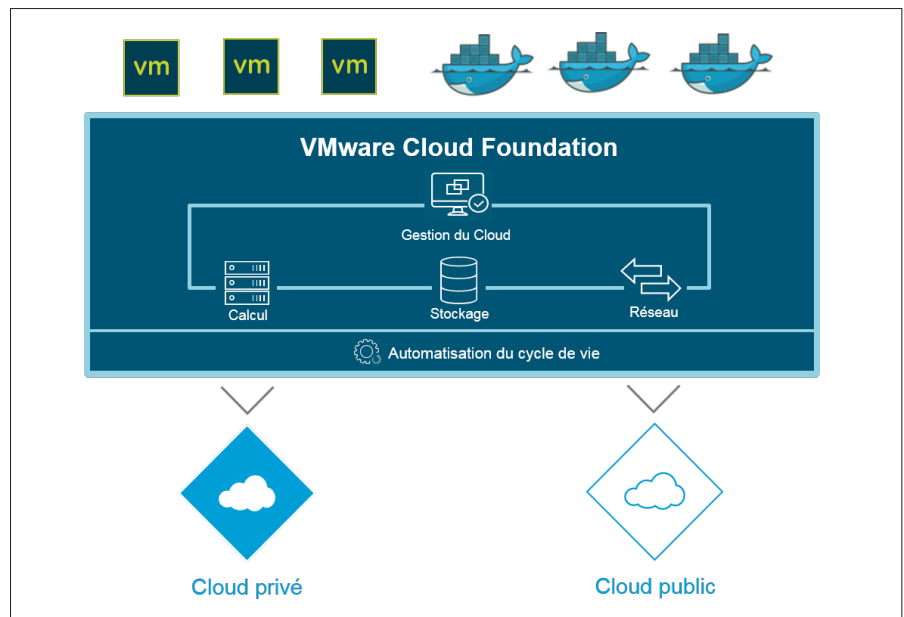 vm vm vm
VMware Cloud Foundation
Gestion du Cloud
Calcul Stockage Réseau
Automatisation du cycle de vie
Cloud privé Cloud public